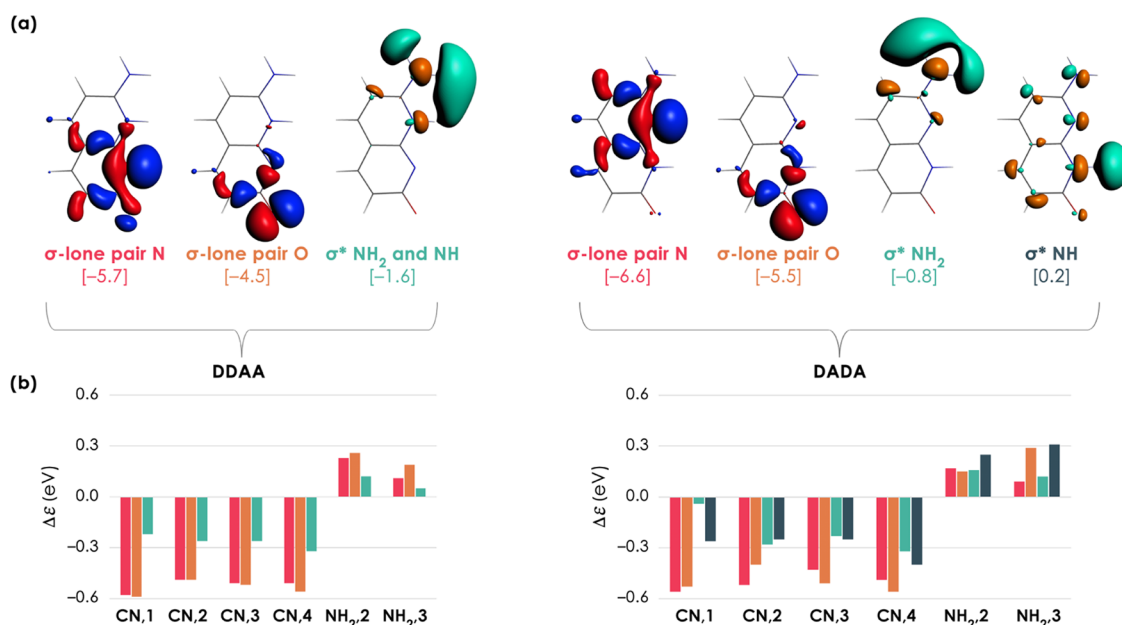 (a)
σ-lone pair N σ-lone pair O σ* NH₂ and NH
[−5.7] [−4.5] [−1.6]
DDAA
σ-lone pair N σ-lone pair O σ* NH₂ σ* NH
[−6.6] [−5.5] [−0.8] [0.2]
DADA
(b)
0.6
0.3
0.0
−0.3
−0.6
Δε (eV)
CN,1 CN,2 CN,3 CN,4 NH₂,2 NH₂,3
0.6
0.3
0.0
−0.3
−0.6
Δε (eV)
CN,1 CN,2 CN,3 CN,4 NH₂,2 NH₂,3